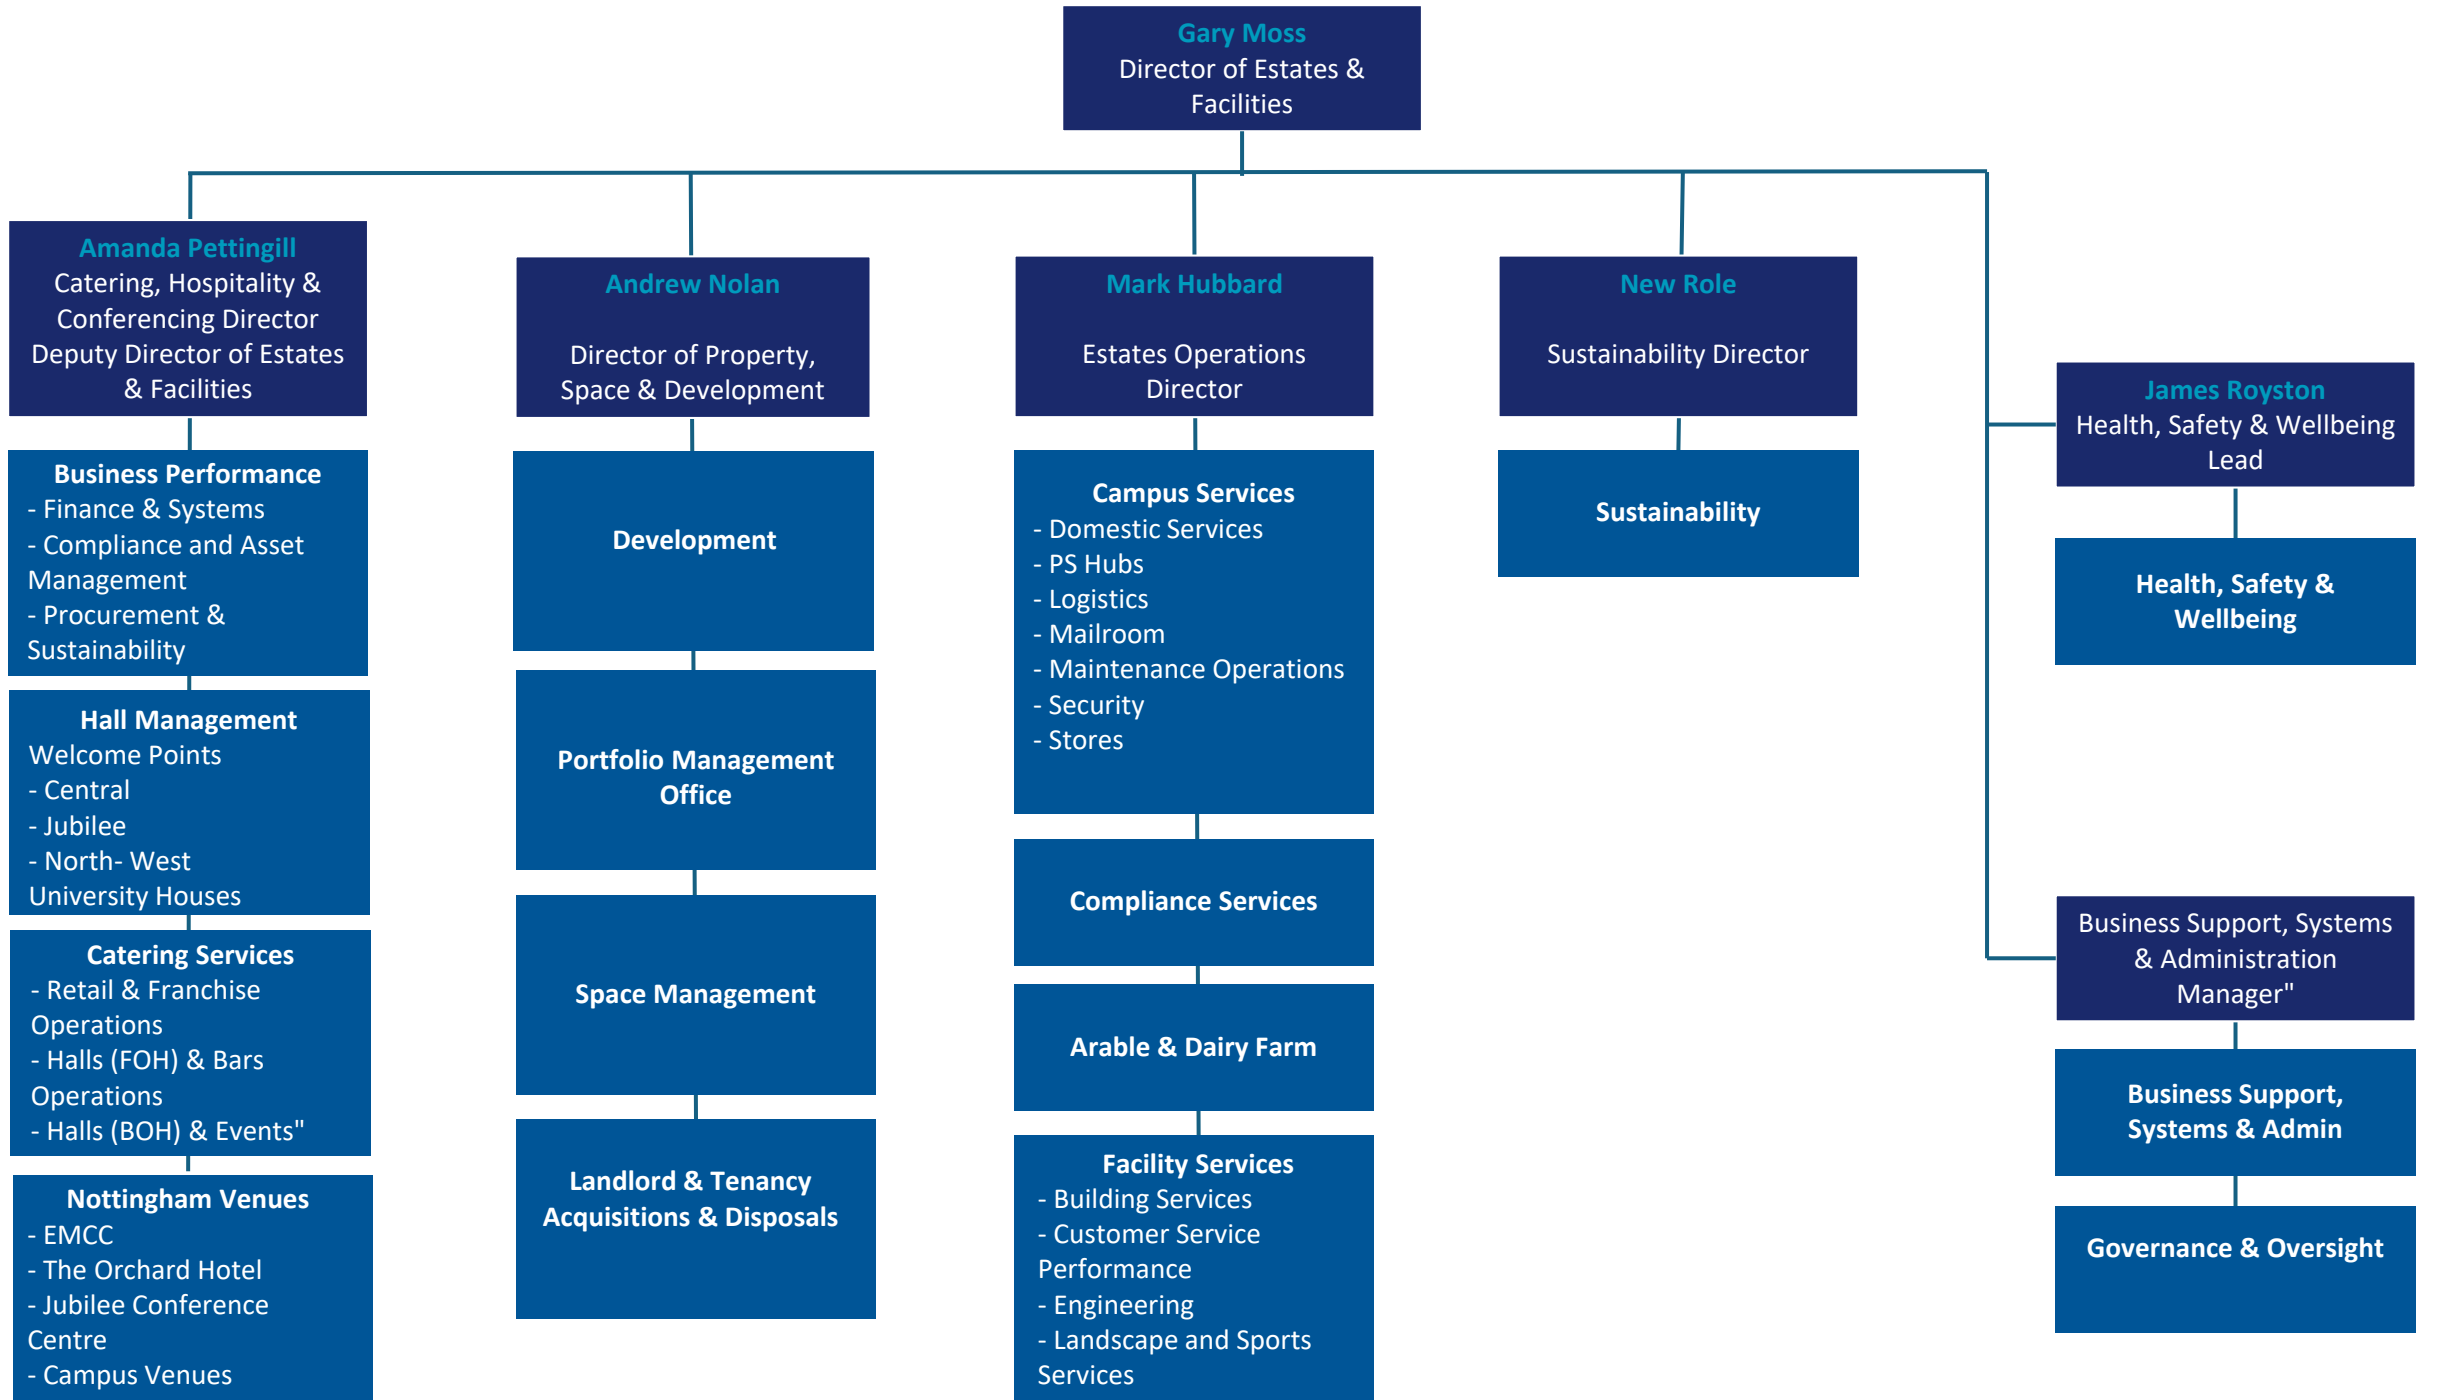 Gary Moss
Director of Estates &
Facilities
Amanda Pettingill
Catering, Hospitality &
Conferencing Director
Deputy Director of Estates
& Facilities
Business Performance
- Finance & Systems
- Compliance and Asset
Management
- Procurement &
Sustainability
Hall Management
Welcome Points
- Central
- Jubilee
- North- West
University Houses
Catering Services
- Retail & Franchise
Operations
- Halls (FOH) & Bars
Operations
- Halls (BOH) & Events"
Nottingham Venues
- EMCC
- The Orchard Hotel
- Jubilee Conference
Centre
- Campus Venues
Andrew Nolan
Director of Property,
Space & Development
Development
Portfolio Management
Office
Space Management
Landlord & Tenancy
Acquisitions & Disposals
Mark Hubbard
Estates Operations
Director
Campus Services
- Domestic Services
- PS Hubs
- Logistics
- Mailroom
- Maintenance Operations
- Security
- Stores
Compliance Services
Arable & Dairy Farm
Facility Services
- Building Services
- Customer Service
Performance
- Engineering
- Landscape and Sports
Services
New Role
Sustainability Director
Sustainability
James Royston
Health, Safety & Wellbeing
Lead
Health, Safety &
Wellbeing
Business Support, Systems
& Administration
Manager"
Business Support,
Systems & Admin
Governance & Oversight